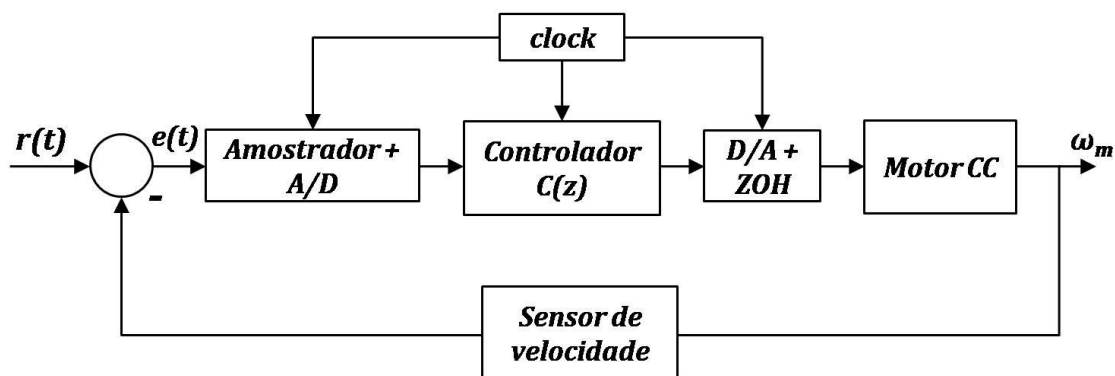 clock
r(t)
e(t)
-
Amostrador +
A/D
Controlador
C(z)
D/A +
ZOH
Motor CC
ωm
Sensor de
velocidade